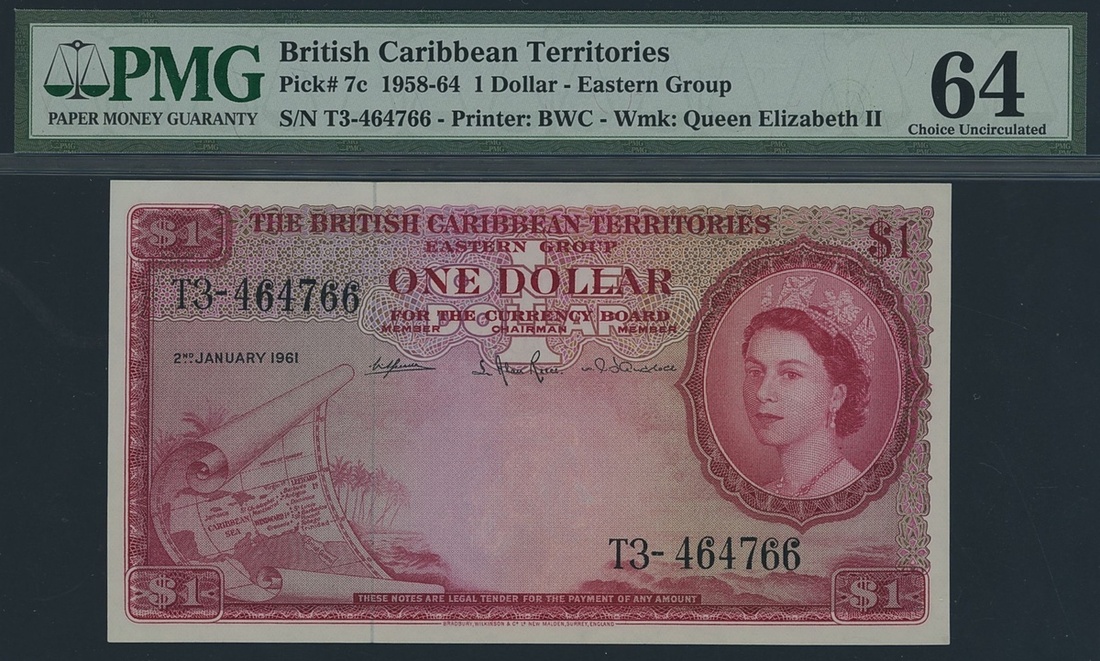 PMG
PAPER MONEY GUARANTY
British Caribbean Territories
Pick# 7c 1958-64 1 Dollar - Eastern Group
S/N T3-464766 - Printer: BWC - Wmk: Queen Elizabeth II
64
Choice Uncirculated
$1
THE BRITISH CARIBBEAN TERRITORIES
$1
EASTERN GROUP
ONE DOLLAR
T3-464766
FOR THE CURRENCY BOARD
MEMBER CHAIRMAN MEMBER
2ND JANUARY 1961
CARIBBEAN
SEA
WINDWARD
LEEWARD
T3-464766
$1
$1
THESE NOTES ARE LEGAL TENDER FOR THE PAYMENT OF ANY AMOUNT
BRADBURY, WILKINSON & Co. Ld. NEW MALDEN, SURREY, ENGLAND